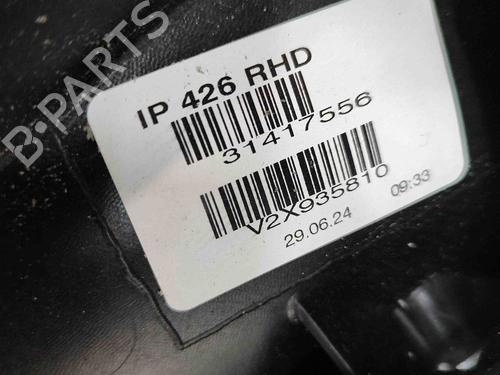 B-PARTS
IP 426 RHD
31417556
V2X935810
29.06.24 09:33